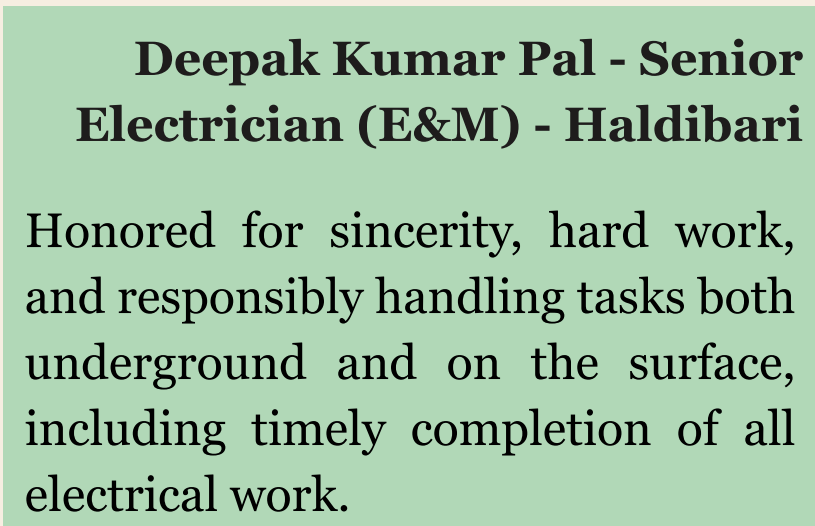 Deepak Kumar Pal - Senior
Electrician (E&M) - Haldibari
Honored for sincerity, hard work,
and responsibly handling tasks both
underground and on the surface,
including timely completion of all
electrical work.